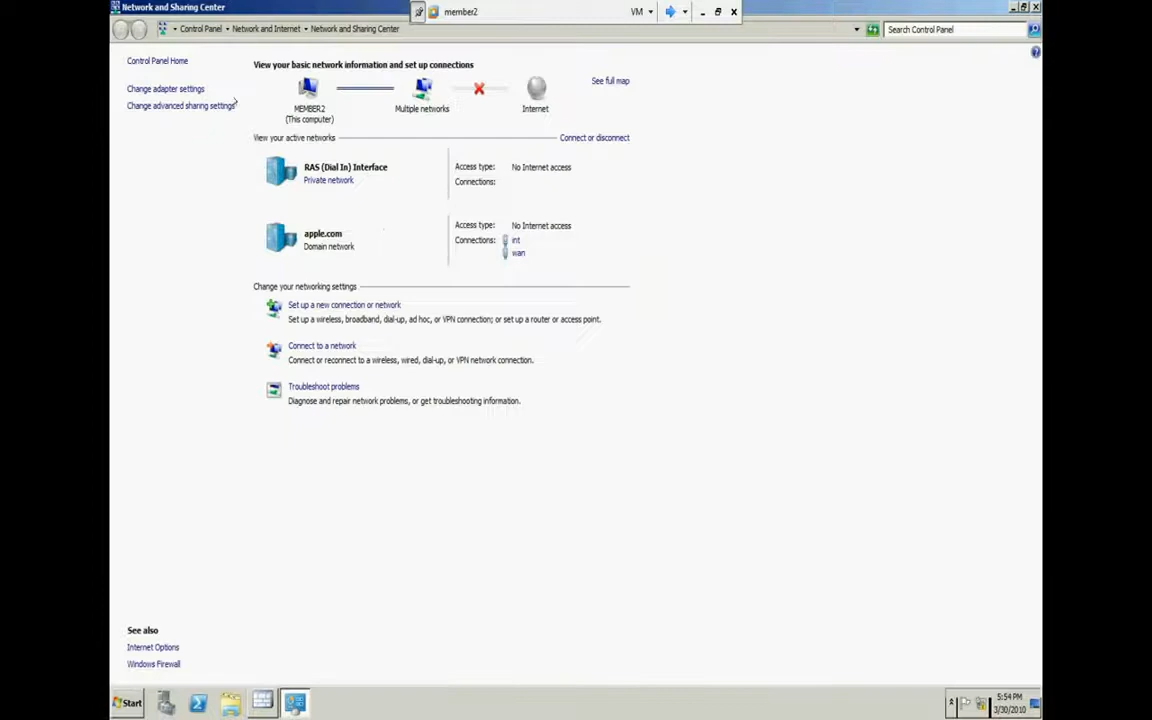 Network and Sharing Center
member2
VM
Control Panel
Network and Internet
Network and Sharing Center
Search Control Panel
Control Panel Home
Change adapter settings
Change advanced sharing settings
View your basic network information and set up connections
See full map
MEMBER2
(This computer)
Multiple networks
Internet
View your active networks
Connect or disconnect
RAS (Dial In) Interface
Private network
Access type: No Internet access
Connections:
apple.com
Domain network
Access type: No Internet access
Connections: int
wan
Change your networking settings
Set up a new connection or network
Set up a wireless, broadband, dial-up, ad hoc, or VPN connection; or set up a router or access point.
Connect to a network
Connect or reconnect to a wireless, wired, dial-up, or VPN network connection.
Troubleshoot problems
Diagnose and repair network problems, or get troubleshooting information.
See also
Internet Options
Windows Firewall
Start
5:54 PM
3/30/2010